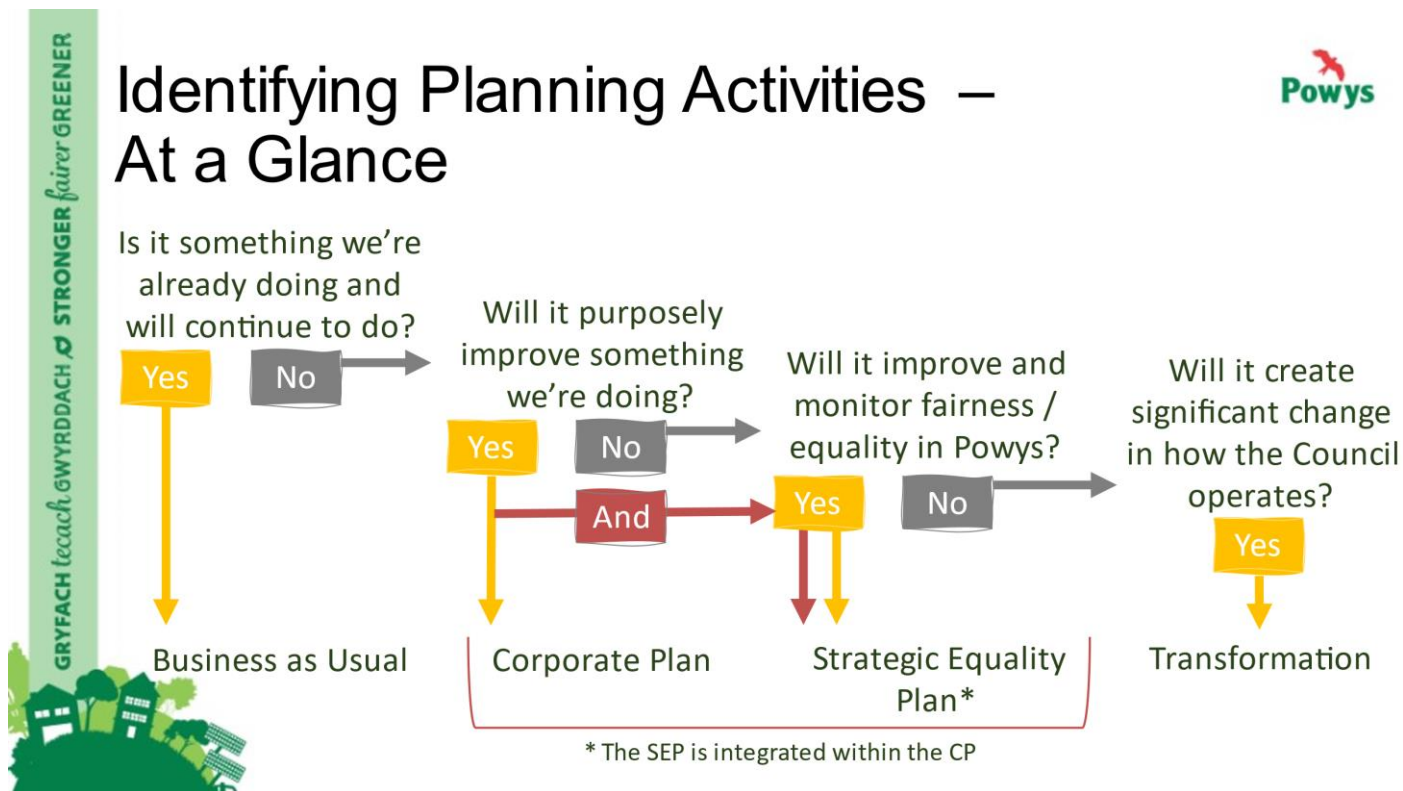 GRYFACH tecach GWYRDDACH STRONGER fairer GREENER
Identifying Planning Activities –
At a Glance
Powys
Is it something we're
already doing and
will continue to do?
Yes
No
Will it purposely
improve something
we're doing?
Yes
No
And
Will it improve and
monitor fairness /
equality in Powys?
Yes
No
Will it create
significant change
in how the Council
operates?
Yes
Business as Usual
Corporate Plan
Strategic Equality
Plan*
Transformation
* The SEP is integrated within the CP